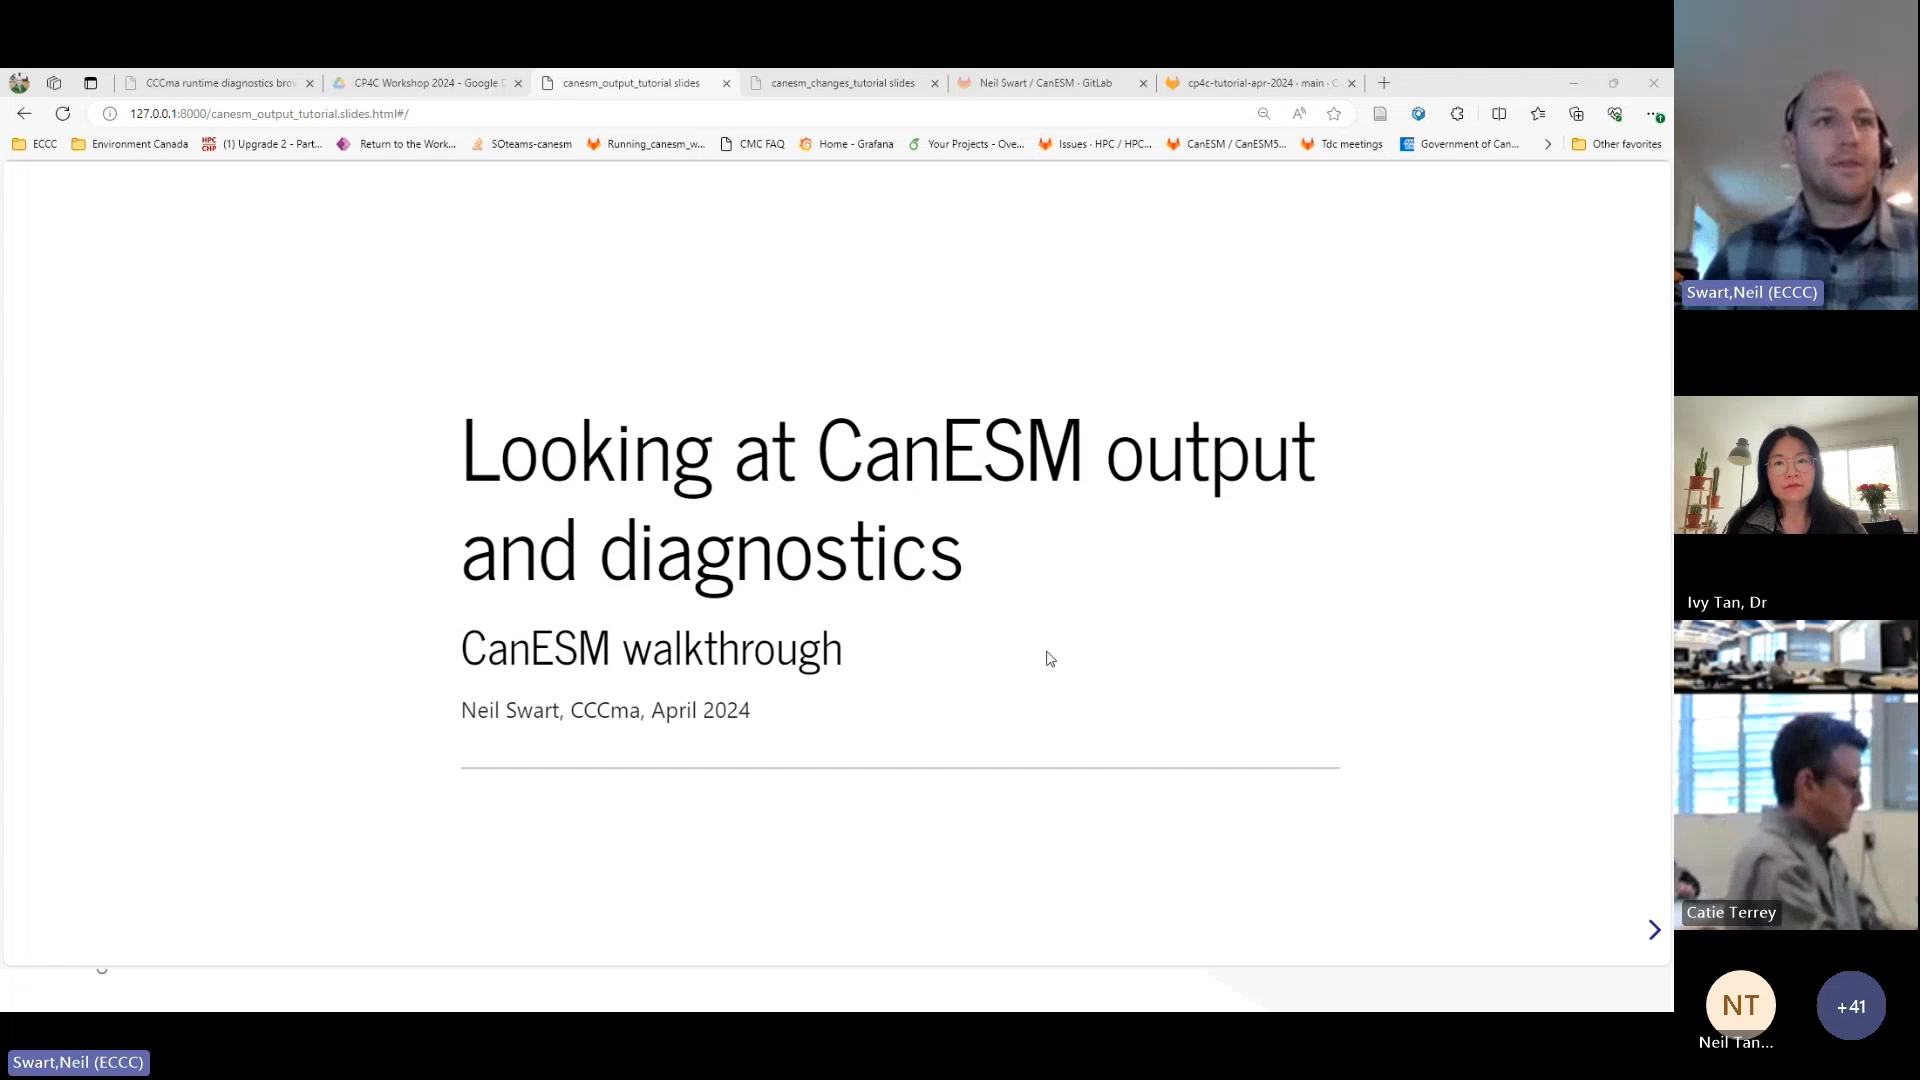 CCCma runtime diagnostics brow
CP4C Workshop 2024 - Google D
canesm_output_tutorial slides
canesm_changes_tutorial slides
Neil Swart / CanESM · GitLab
cp4c-tutorial-apr-2024 · main · C
127.0.0.1:8000/canesm_output_tutorial.slides.html#/
ECCC
Environment Canada
HPC CHP
(1) Upgrade 2 - Part...
Return to the Work...
SOteams-canesm
Running_canesm_w...
CMC FAQ
Home - Grafana
Your Projects - Ove...
Issues · HPC / HPC...
CanESM / CanESM5...
Tdc meetings
Government of Can...
Other favorites
Looking at CanESM output
and diagnostics
CanESM walkthrough
Neil Swart, CCCma, April 2024
Swart,Neil (ECCC)
Ivy Tan, Dr
Catie Terrey
NT
+41
Neil Tan...
Swart,Neil (ECCC)